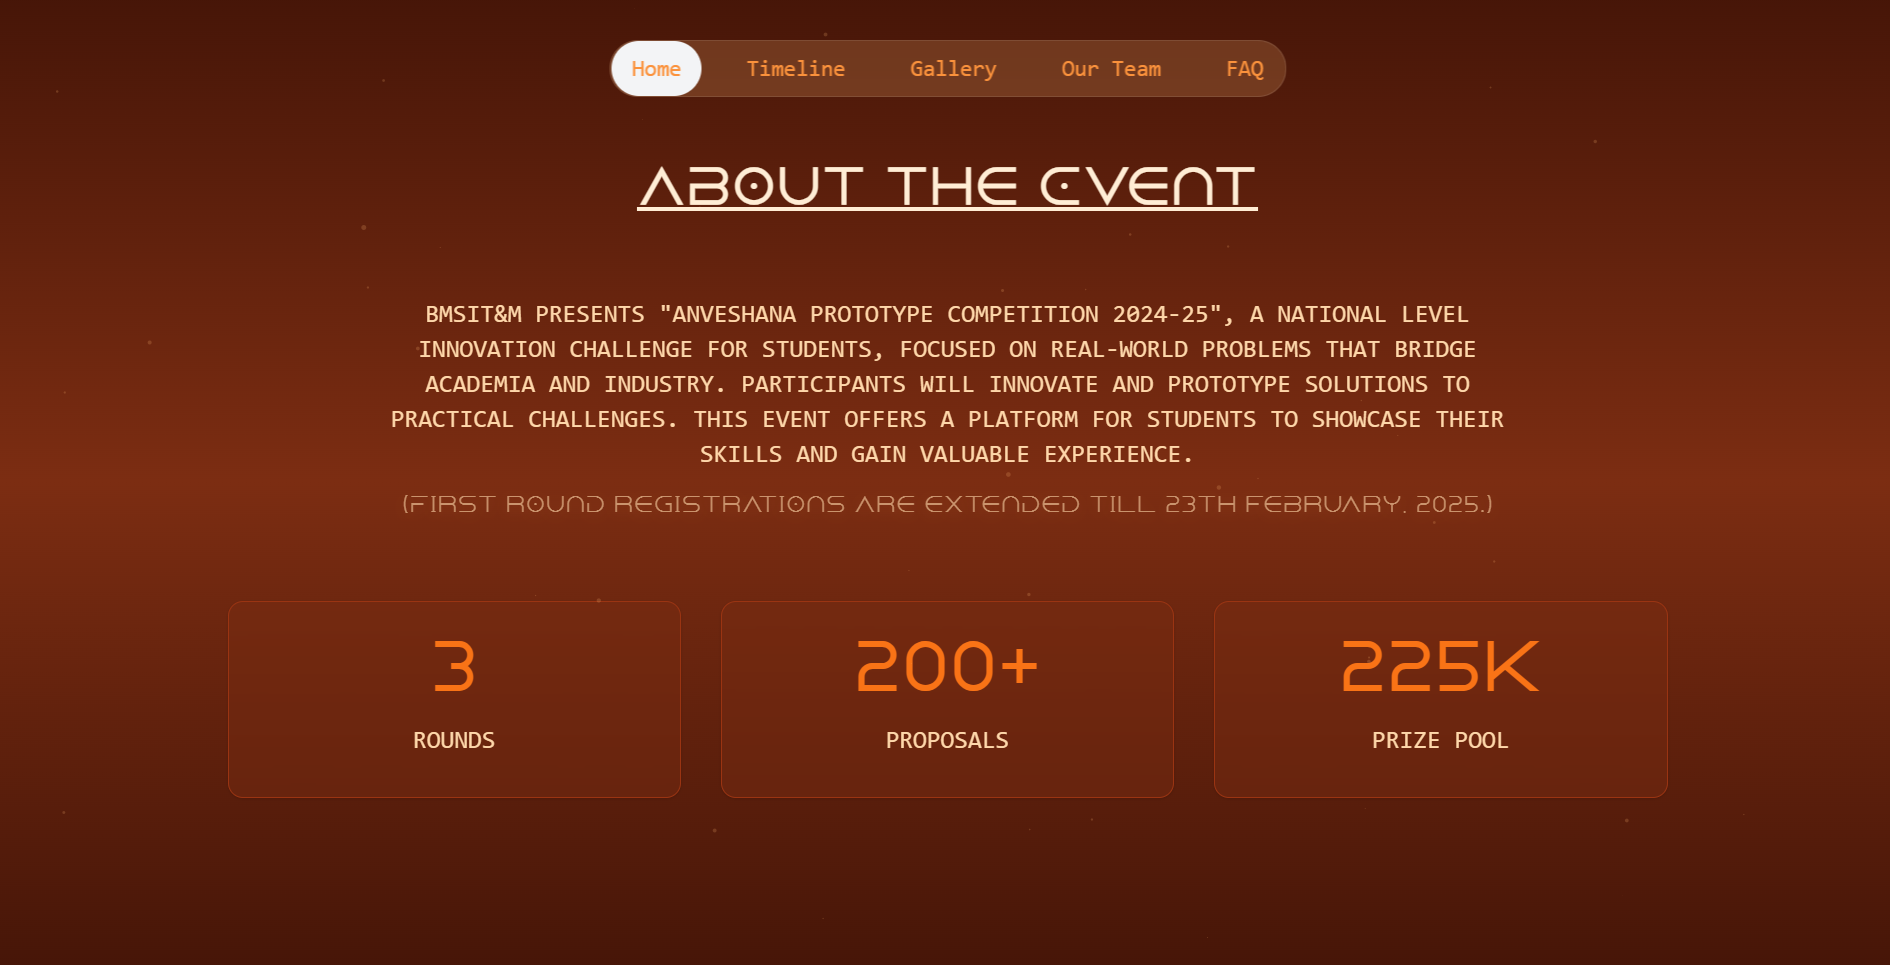 Home Timeline Gallery Our Team FAQ
ABOUT THE EVENT
BMSIT&M PRESENTS "ANVESHANA PROTOTYPE COMPETITION 2024-25", A NATIONAL LEVEL
INNOVATION CHALLENGE FOR STUDENTS, FOCUSED ON REAL-WORLD PROBLEMS THAT BRIDGE
ACADEMIA AND INDUSTRY. PARTICIPANTS WILL INNOVATE AND PROTOTYPE SOLUTIONS TO
PRACTICAL CHALLENGES. THIS EVENT OFFERS A PLATFORM FOR STUDENTS TO SHOWCASE THEIR
SKILLS AND GAIN VALUABLE EXPERIENCE.
(FIRST ROUND REGISTRATIONS ARE EXTENDED TILL 23TH FEBRUARY, 2025.)
3
ROUNDS
200+
PROPOSALS
225K
PRIZE POOL